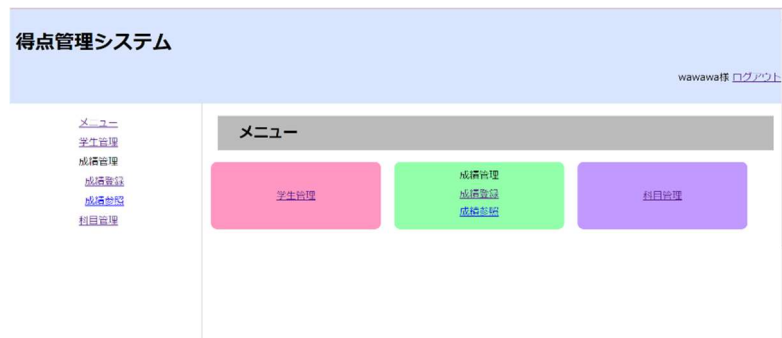 得点管理システム
wawawa様 ログアウト
メニュー
学生管理
成績管理
成績登録
成績参照
科目管理
メニュー
学生管理
成績管理
成績登録
成績参照
科目管理